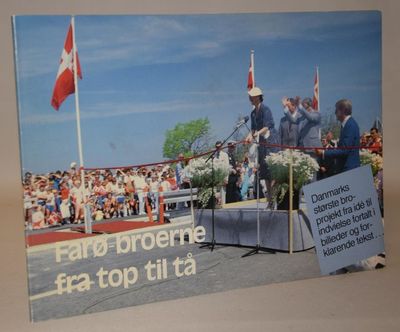 Farø broerne
fra top til tå
Danmarks
største bro-
projekt fra idé til
indvielse fortalt i
billeder og for-
klarende tekst . . .